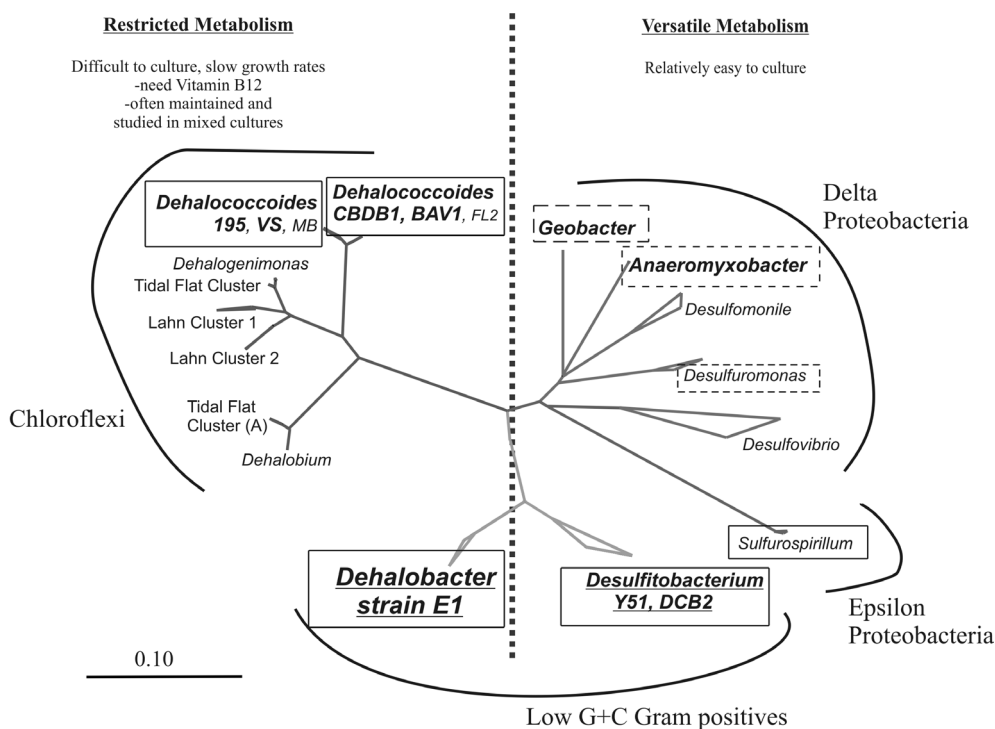 Restricted Metabolism
Difficult to culture, slow growth rates
-need Vitamin B12
-often maintained and
studied in mixed cultures
Versatile Metabolism
Relatively easy to culture
Dehalococcoides
195, VS, MB
Dehalococcoides
CBDB1, BAV1, FL2
Dehalogenimonas
Tidal Flat Cluster
Lahn Cluster 1
Lahn Cluster 2
Tidal Flat
Cluster (A)
Dehalobium
Chloroflexi
Geobacter
Anaeromyxobacter
Desulfomonile
Desulfuromonas
Desulfovibrio
Delta
Proteobacteria
Sulfurospirillum
Epsilon
Proteobacteria
Dehalobacter
strain E1
Desulfitobacterium
Y51, DCB2
Low G+C Gram positives
0.10